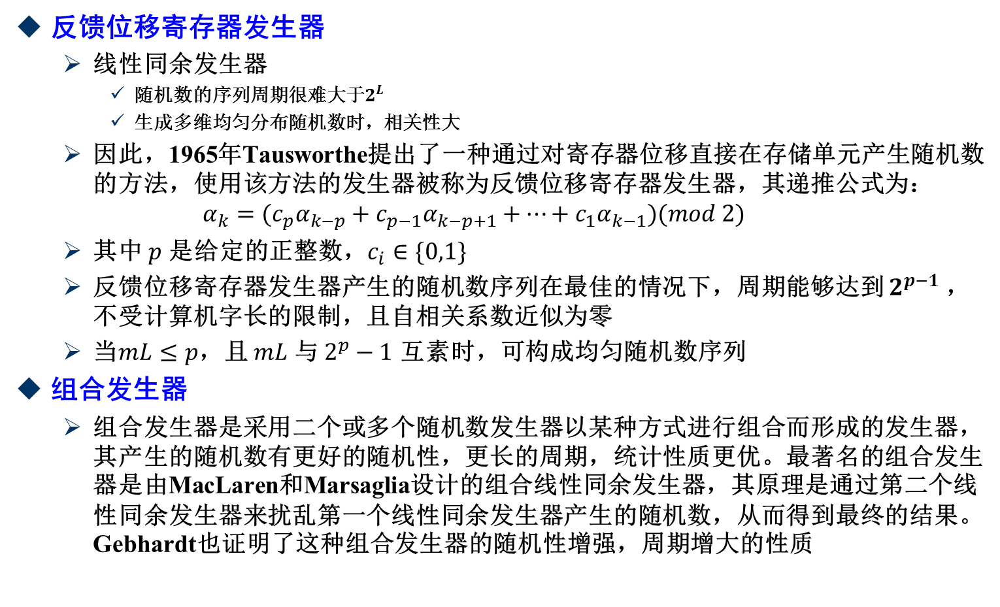 ◆ 反馈位移寄存器发生器
➢ 线性同余发生器
✓ 随机数的序列周期很难大于𝟐^𝑳
✓ 生成多维均匀分布随机数时，相关性大
➢ 因此，1965年Tausworthe提出了一种通过对寄存器位移直接在存储单元产生随机数
的方法，使用该方法的发生器被称为反馈位移寄存器发生器，其递推公式为：
α_k = (c_p α_{k−p} + c_{p−1} α_{k−p+1} + ⋯ + c_1 α_{k−1})(mod 2)
➢ 其中 p 是给定的正整数，c_i ∈ {0,1}
➢ 反馈位移寄存器发生器产生的随机数序列在最佳的情况下，周期能够达到 2^{p−1}，
不受计算机字长的限制，且自相关系数近似为零
➢ 当mL ≤ p，且 mL 与 2^p − 1 互素时，可构成均匀随机数序列
◆ 组合发生器
➢ 组合发生器是采用二个或多个随机数发生器以某种方式进行组合而形成的发生器，
其产生的随机数有更好的随机性，更长的周期，统计性质更优。最著名的组合发生
器是由MacLaren和Marsaglia设计的组合线性同余发生器，其原理是通过第二个线
性同余发生器来扰乱第一个线性同余发生器产生的随机数，从而得到最终的结果。
Gebhardt也证明了这种组合发生器的随机性增强，周期增大的性质